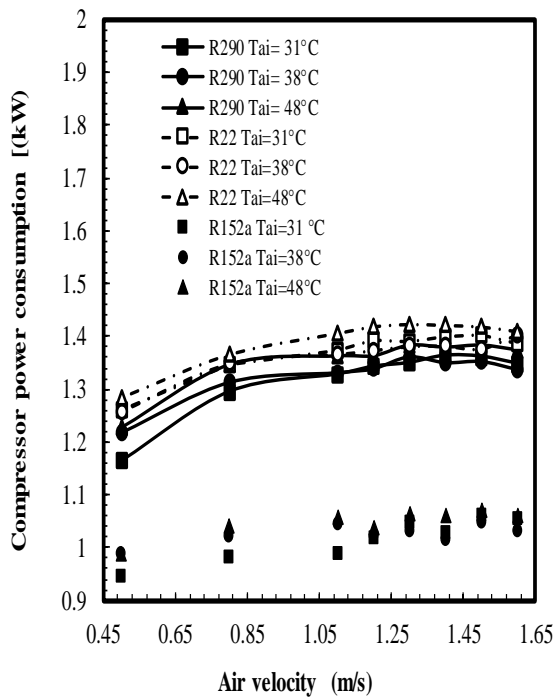 2
1.9
1.8
1.7
1.6
1.5
1.4
1.3
1.2
1.1
1
0.9
Compressor power consumption [(kW)
R290 Tai= 31°C
R290 Tai= 38°C
R290 Tai= 48°C
R22 Tai=31°C
R22 Tai=38°C
R22 Tai=48°C
R152a Tai=31 °C
R152a Tai=38°C
R152a Tai=48°C
0.45 0.65 0.85 1.05 1.25 1.45 1.65
Air velocity (m/s)